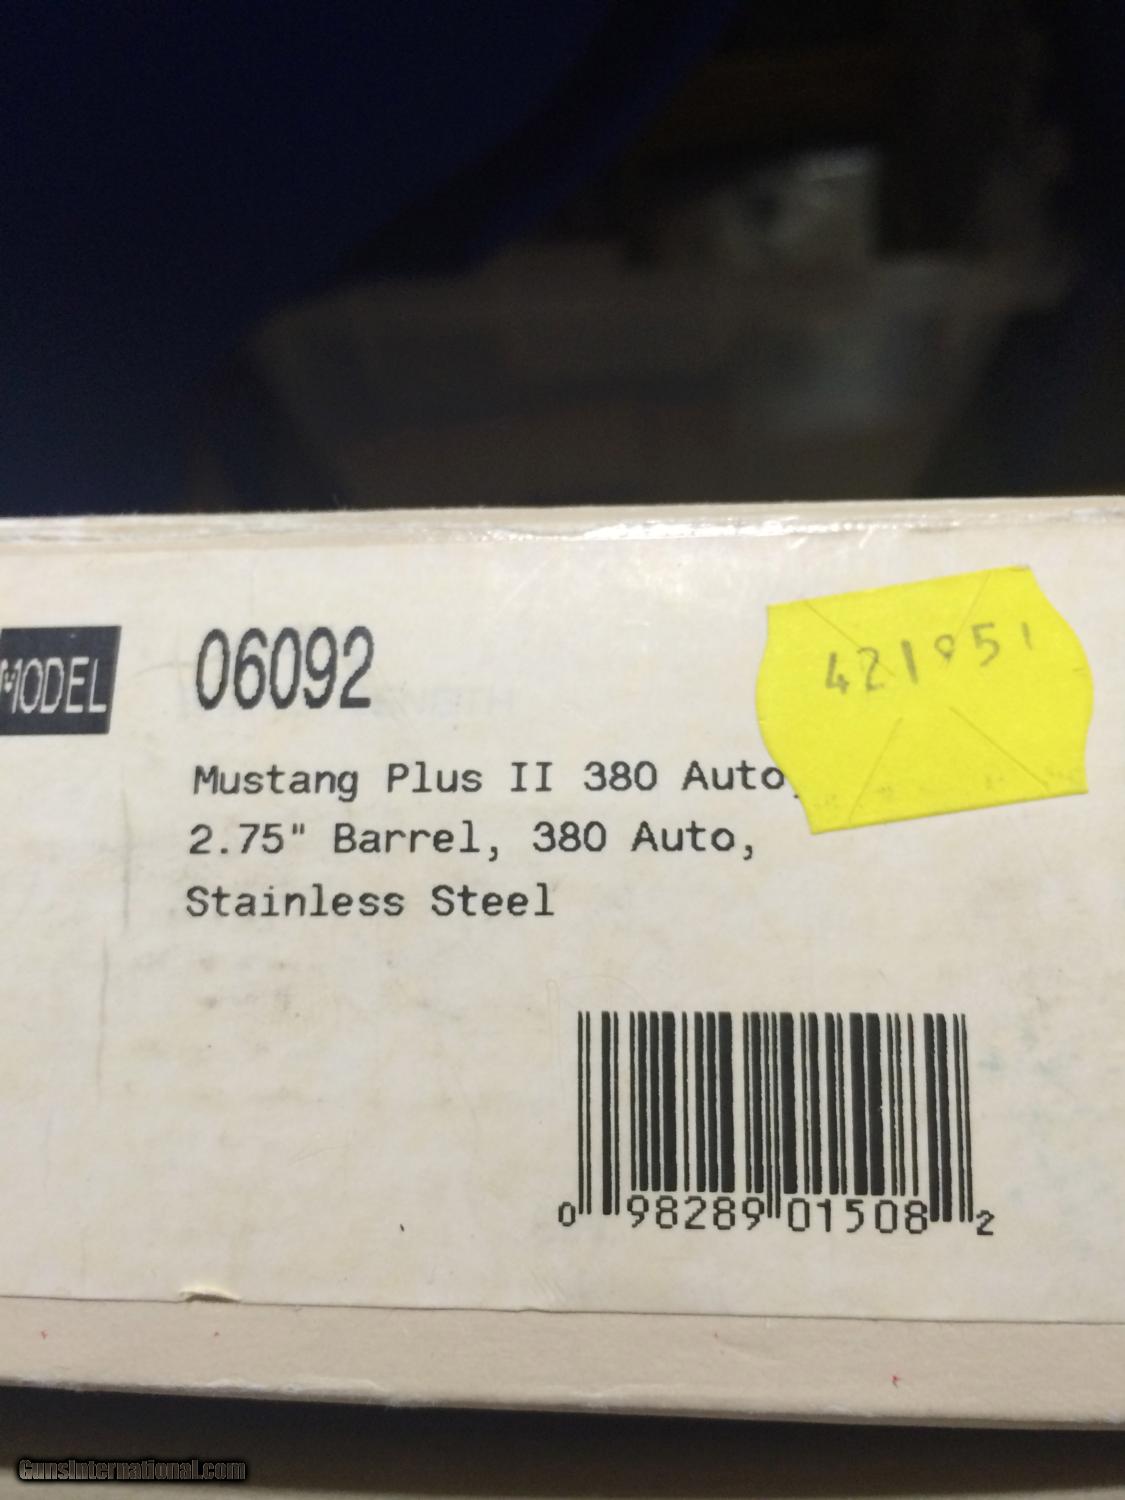 MODEL
06092
421951
Mustang Plus II 380 Auto,
2.75" Barrel, 380 Auto,
Stainless Steel
0 98289 01508 2
GunsInternational.com